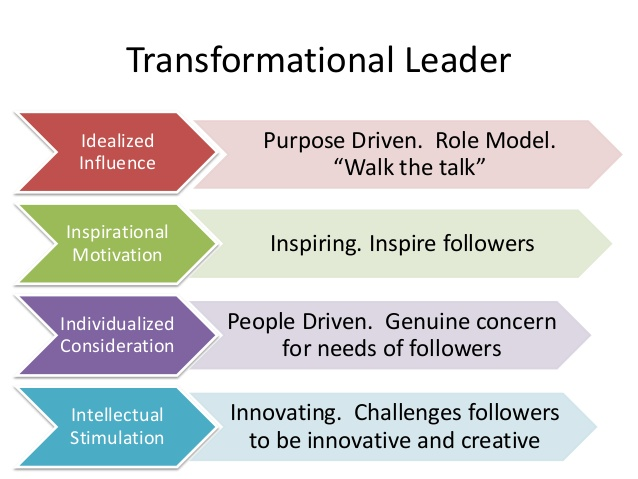 Transformational Leader
Idealized
Influence
Purpose Driven.  Role Model.
“Walk the talk”
Inspirational
Motivation
Inspiring. Inspire followers
Individualized
Consideration
People Driven.  Genuine concern
for needs of followers
Intellectual
Stimulation
Innovating.  Challenges followers
to be innovative and creative